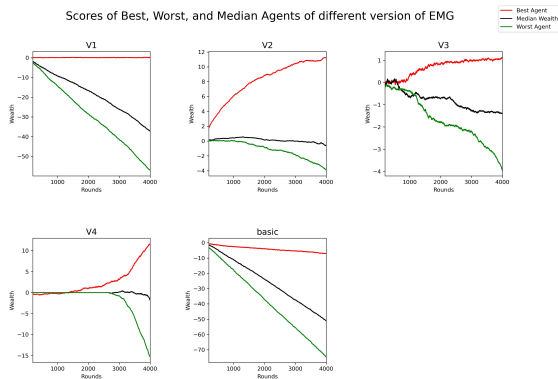 Scores of Best, Worst, and Median Agents of different version of EMG
Best Agent
Median Wealth
Worst Agent
V1
0
−10
−20
−30
−40
−50
Wealth
1000 2000 3000 4000
Rounds
V2
12
10
8
6
4
2
0
−2
−4
Wealth
1000 2000 3000 4000
Rounds
V3
1
0
−1
−2
−3
−4
Wealth
1000 2000 3000 4000
Rounds
V4
10
5
0
−5
−10
−15
Wealth
1000 2000 3000 4000
Rounds
basic
0
−10
−20
−30
−40
−50
−60
−70
Wealth
1000 2000 3000 4000
Rounds